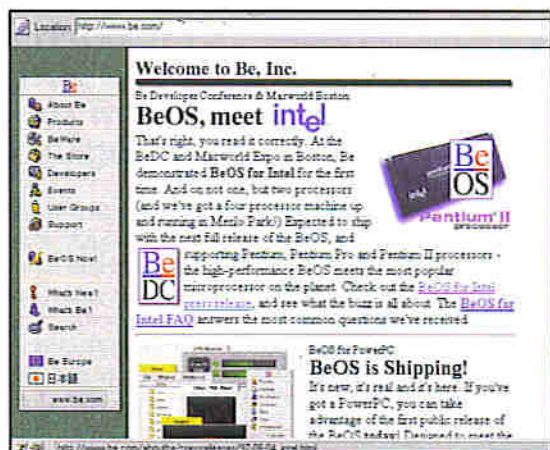 Location: http://www.be.com/
Be
About Be
Products
BeWare
The Store
Developers
Events
User Groups
Support
BeOS Now!
What's New?
What's Be?
Search
Be Europe
日本語
www.be.com
Welcome to Be, Inc.
Be Developer Conference & Macworld Boston
BeOS, meet intel
That's right, you read it correctly. At the
BeDC and Macworld Expo in Boston, Be
demonstrated BeOS for Intel for the first
time. And on not one, but two processors
(and we've got a four processor machine up
and running in Menlo Park!) Expected to ship
with the next full release of the BeOS, and
supporting Pentium, Pentium Pro and Pentium II processors -
the high-performance BeOS meets the most popular
microprocessor on the planet. Check out the BeOS for Intel
press release, and see what the buzz is all about. The BeOS for
Intel FAQ answers the most common questions we've received.
Be
OS
intel
Pentium II
processor
Be
DC
BeOS for PowerPC
BeOS is Shipping!
It's new, it's real and it's here. If you've
got a PowerPC, you can take
advantage of the first public release of
the BeOS today! Designed to meet the